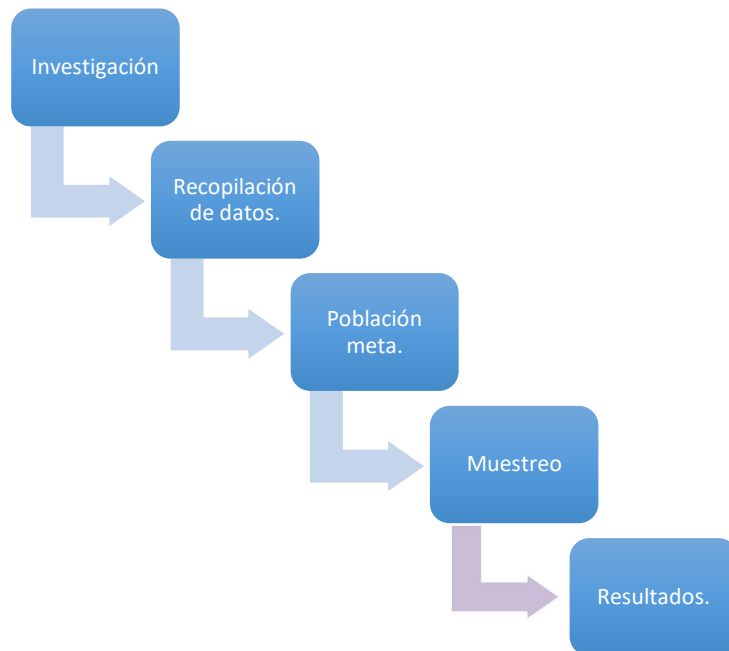 Investigación
Recopilación
de datos.
Población
meta.
Muestreo
Resultados.